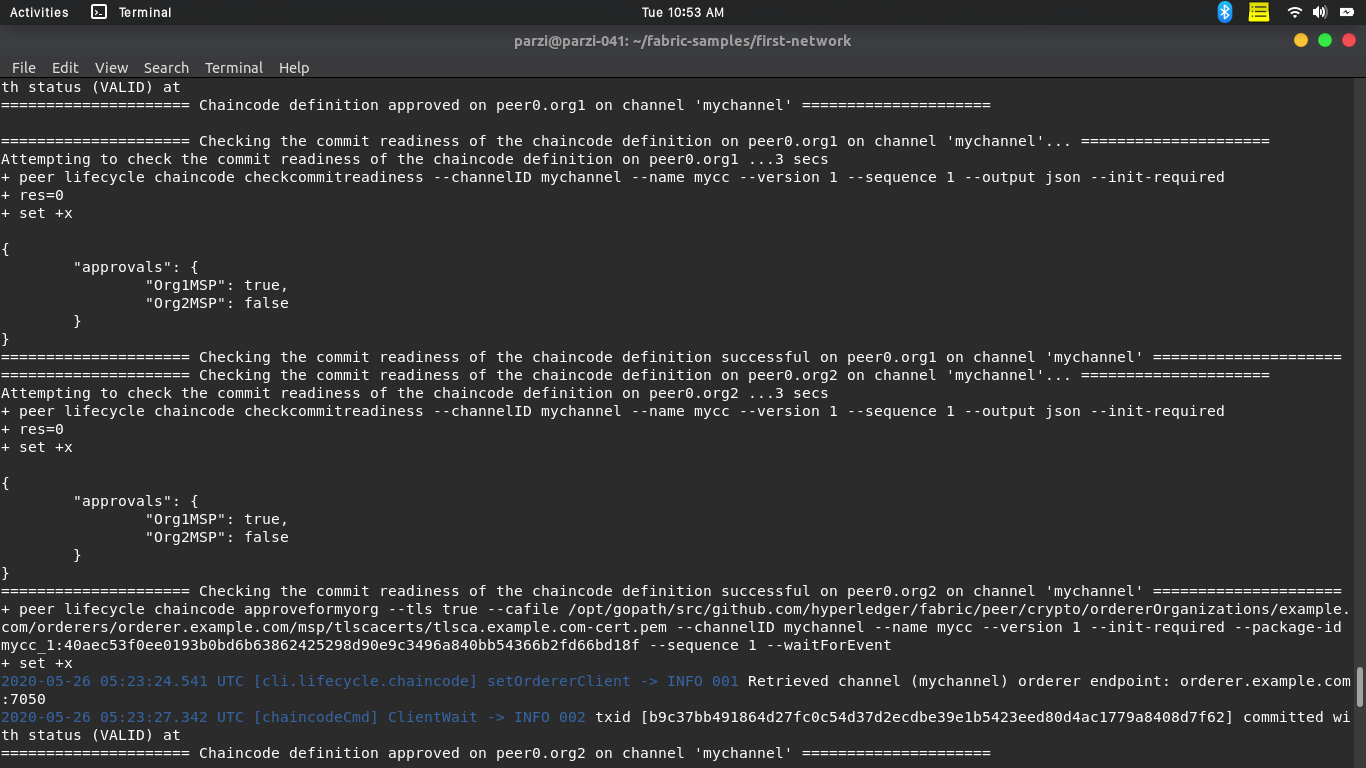 Activities Terminal Tue 10:53 AM
parzi@parzi-041: ~/fabric-samples/first-network
File Edit View Search Terminal Help
th status (VALID) at
===================== Chaincode definition approved on peer0.org1 on channel 'mychannel' =====================
===================== Checking the commit readiness of the chaincode definition on peer0.org1 on channel 'mychannel'... =====================
Attempting to check the commit readiness of the chaincode definition on peer0.org1 ...3 secs
+ peer lifecycle chaincode checkcommitreadiness --channelID mychannel --name mycc --version 1 --sequence 1 --output json --init-required
+ res=0
+ set +x
{
"approvals": {
"Org1MSP": true,
"Org2MSP": false
}
}
===================== Checking the commit readiness of the chaincode definition successful on peer0.org1 on channel 'mychannel' =====================
===================== Checking the commit readiness of the chaincode definition on peer0.org2 on channel 'mychannel'... =====================
Attempting to check the commit readiness of the chaincode definition on peer0.org2 ...3 secs
+ peer lifecycle chaincode checkcommitreadiness --channelID mychannel --name mycc --version 1 --sequence 1 --output json --init-required
+ res=0
+ set +x
{
"approvals": {
"Org1MSP": true,
"Org2MSP": false
}
}
===================== Checking the commit readiness of the chaincode definition successful on peer0.org2 on channel 'mychannel' =====================
+ peer lifecycle chaincode approveformyorg --tls true --cafile /opt/gopath/src/github.com/hyperledger/fabric/peer/crypto/ordererOrganizations/example.
com/orderers/orderer.example.com/msp/tlscacerts/tlsca.example.com-cert.pem --channelID mychannel --name mycc --version 1 --init-required --package-id
mycc_1:40aec53f0ee0193b0bd6b63862425298d90e9c3496a840bb54366b2fd66bd18f --sequence 1 --waitForEvent
+ set +x
2020-05-26 05:23:24.541 UTC [cli.lifecycle.chaincode] setOrdererClient -> INFO 001 Retrieved channel (mychannel) orderer endpoint: orderer.example.com
:7050
2020-05-26 05:23:27.342 UTC [chaincodeCmd] ClientWait -> INFO 002 txid [b9c37bb491864d27fc0c54d37d2ecdbe39e1b5423eed80d4ac1779a8408d7f62] committed wi
th status (VALID) at
===================== Chaincode definition approved on peer0.org2 on channel 'mychannel' =====================